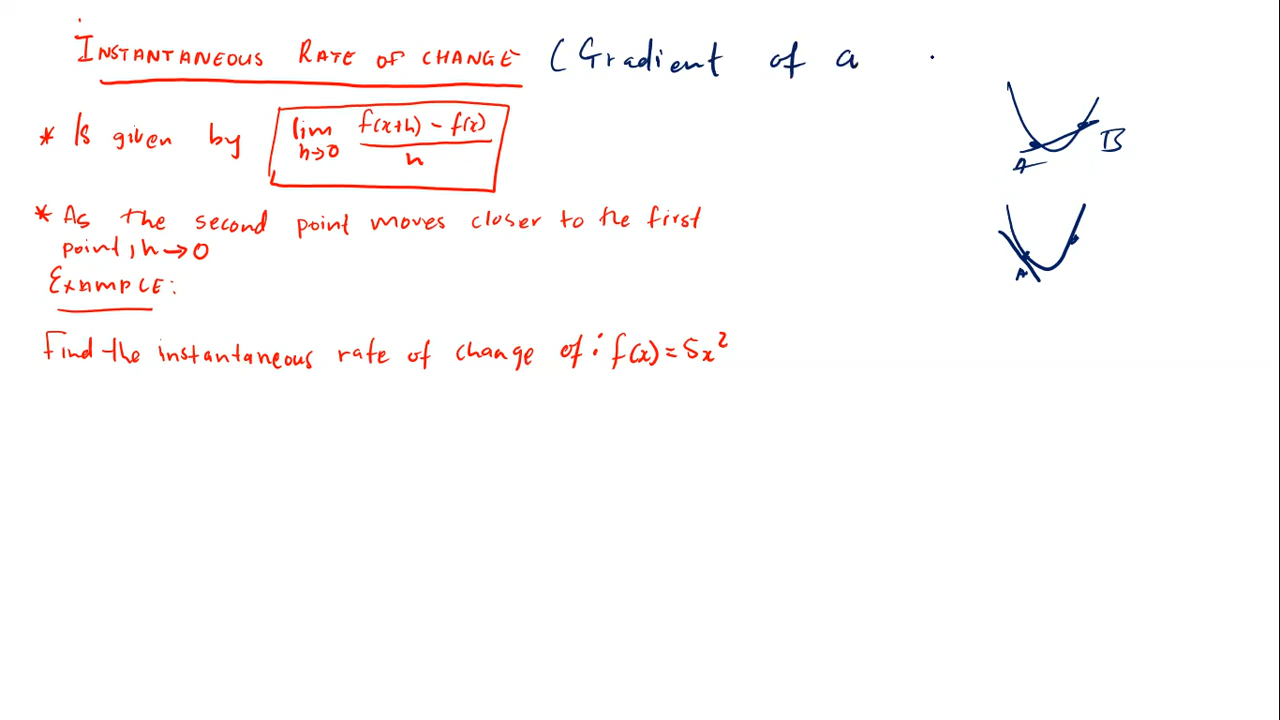 INSTANTANEOUS RATE OF CHANGE (Gradient of a
* Is given by lim h→0 f(x+h) - f(x) / h
* As the second point moves closer to the first
point, h → 0
EXAMPLE:
Find the instantaneous rate of change of: f(x) = 5x²
A B
A